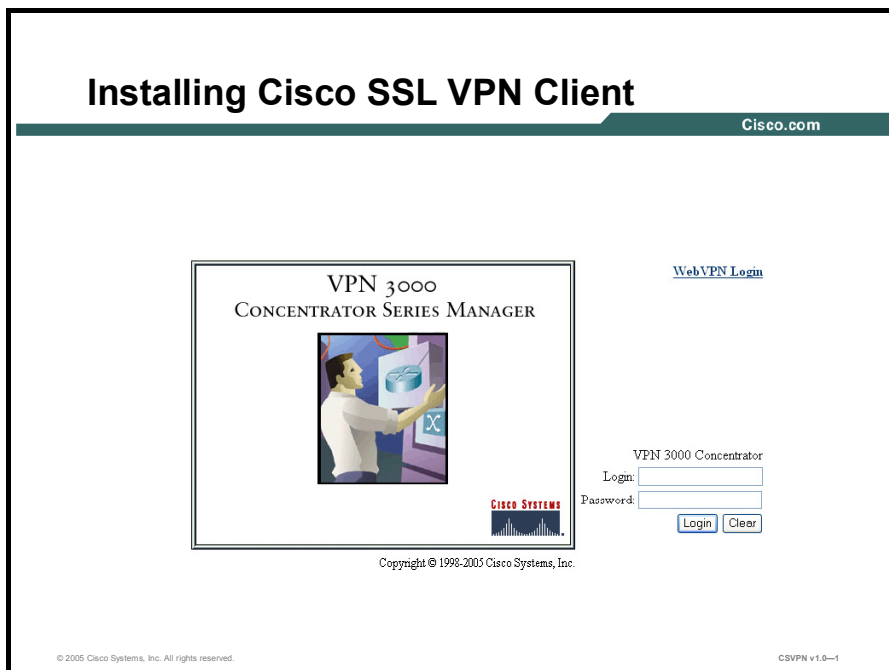 Installing Cisco SSL VPN Client
Cisco.com
WebVPN Login
VPN 3000
CONCENTRATOR SERIES MANAGER
CISCO SYSTEMS
VPN 3000 Concentrator
Login:
Password:
Login Clear
Copyright © 1998-2005 Cisco Systems, Inc.
© 2005 Cisco Systems, Inc. All rights reserved.
CSVPN v1.0—1